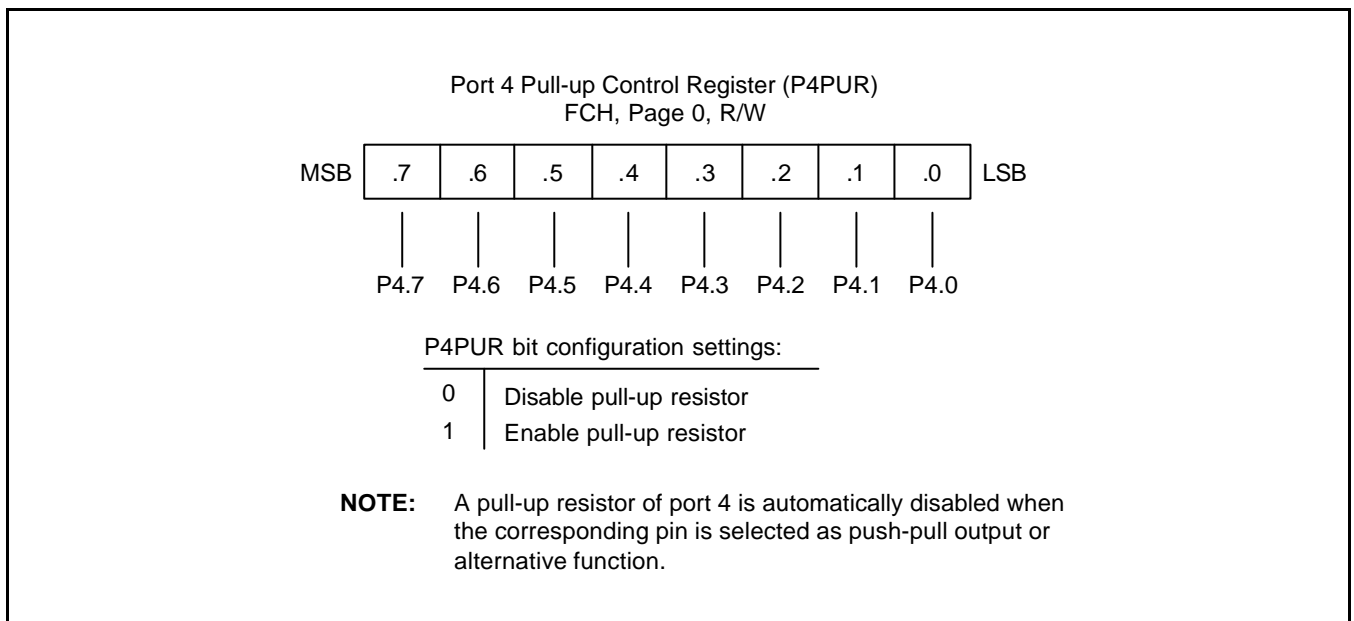 Port 4 Pull-up Control Register (P4PUR)
FCH, Page 0, R/W
MSB .7 .6 .5 .4 .3 .2 .1 .0 LSB
P4.7 P4.6 P4.5 P4.4 P4.3 P4.2 P4.1 P4.0
P4PUR bit configuration settings:
0 Disable pull-up resistor
1 Enable pull-up resistor
NOTE: A pull-up resistor of port 4 is automatically disabled when
the corresponding pin is selected as push-pull output or
alternative function.